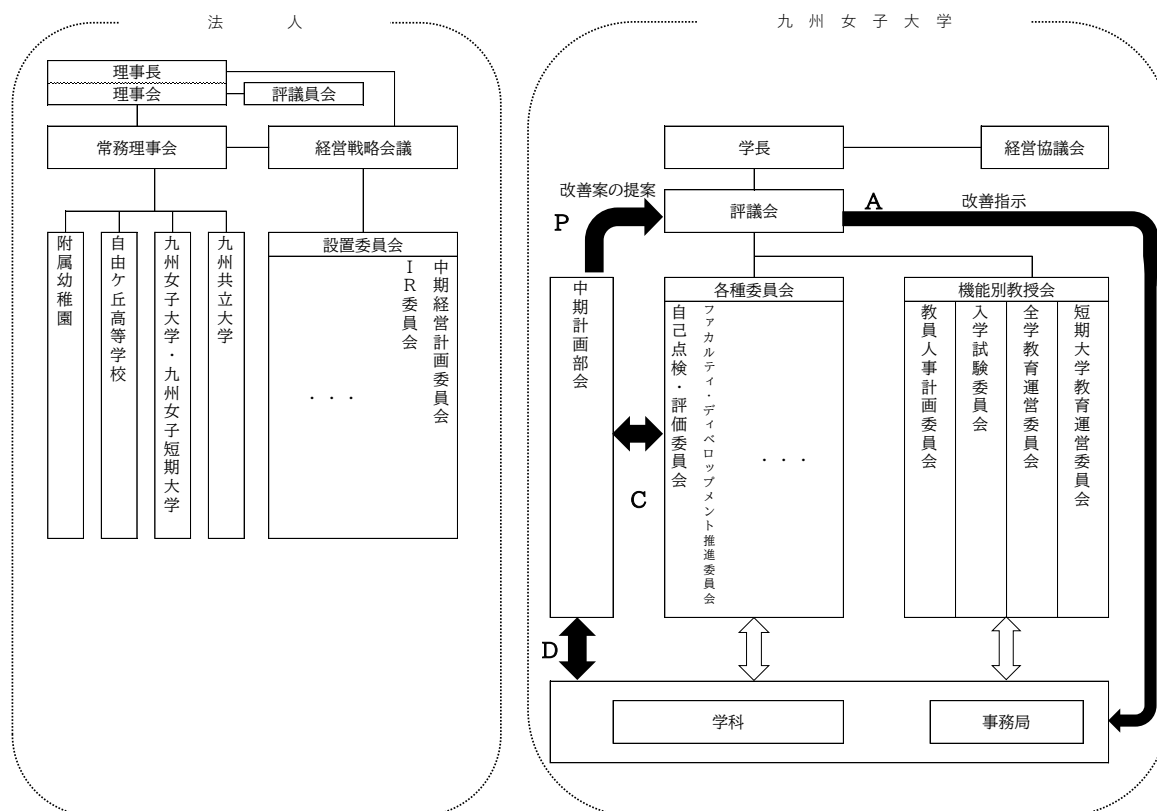 法人
理事長
理事会
評議員会
常務理事会
経営戦略会議
附属幼稚園
自由ケ丘高等学校
九州女子大学・九州女子短期大学
九州共立大学
設置委員会
中期経営計画委員会
ＩＲ委員会
・・・
九州女子大学
学長
経営協議会
改善案の提案
P
評議会
A
改善指示
中期計画部会
各種委員会
自己点検・評価委員会
ファカルティ・ディベロップメント推進委員会
・・・
機能別教授会
教員人事計画委員会
入学試験委員会
全学教育運営委員会
短期大学教育運営委員会
C
D
学科
事務局